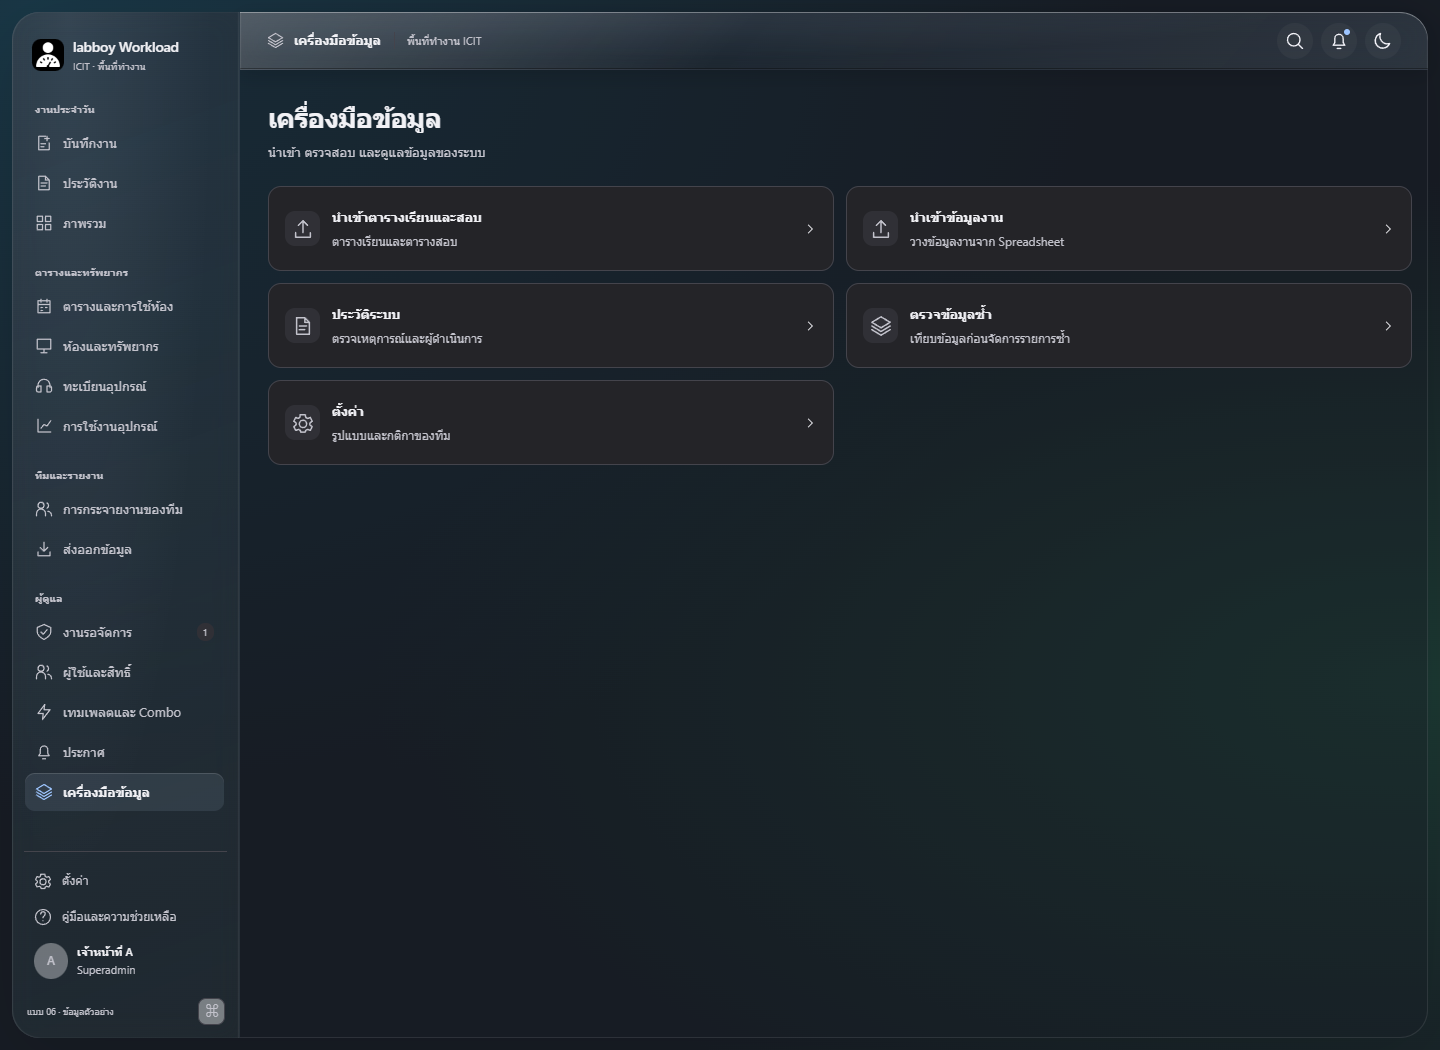 labboy Workload
ICIT · พื้นที่ทำงาน
งานประจำวัน
บันทึกงาน
ประวัติงาน
ภาพรวม
ตารางและทรัพยากร
ตารางและการใช้ห้อง
ห้องและทรัพยากร
ทะเบียนอุปกรณ์
การใช้งานอุปกรณ์
ทีมและรายงาน
การกระจายงานของทีม
ส่งออกข้อมูล
ผู้ดูแล
งานรอจัดการ 1
ผู้ใช้และสิทธิ์
เทมเพลตและ Combo
ประกาศ
เครื่องมือข้อมูล
ตั้งค่า
คู่มือและความช่วยเหลือ
A
เจ้าหน้าที่ A
Superadmin
แบบ 06 · ข้อมูลตัวอย่าง ⌘
เครื่องมือข้อมูล พื้นที่ทำงาน ICIT
เครื่องมือข้อมูล
นำเข้า ตรวจสอบ และดูแลข้อมูลของระบบ
นำเข้าตารางเรียนและสอบ
ตารางเรียนและตารางสอบ
นำเข้าข้อมูลงาน
วางข้อมูลงานจาก Spreadsheet
ประวัติระบบ
ตรวจเหตุการณ์และผู้ดำเนินการ
ตรวจข้อมูลซ้ำ
เทียบข้อมูลก่อนจัดการรายการซ้ำ
ตั้งค่า
รูปแบบและกติกาของทีม